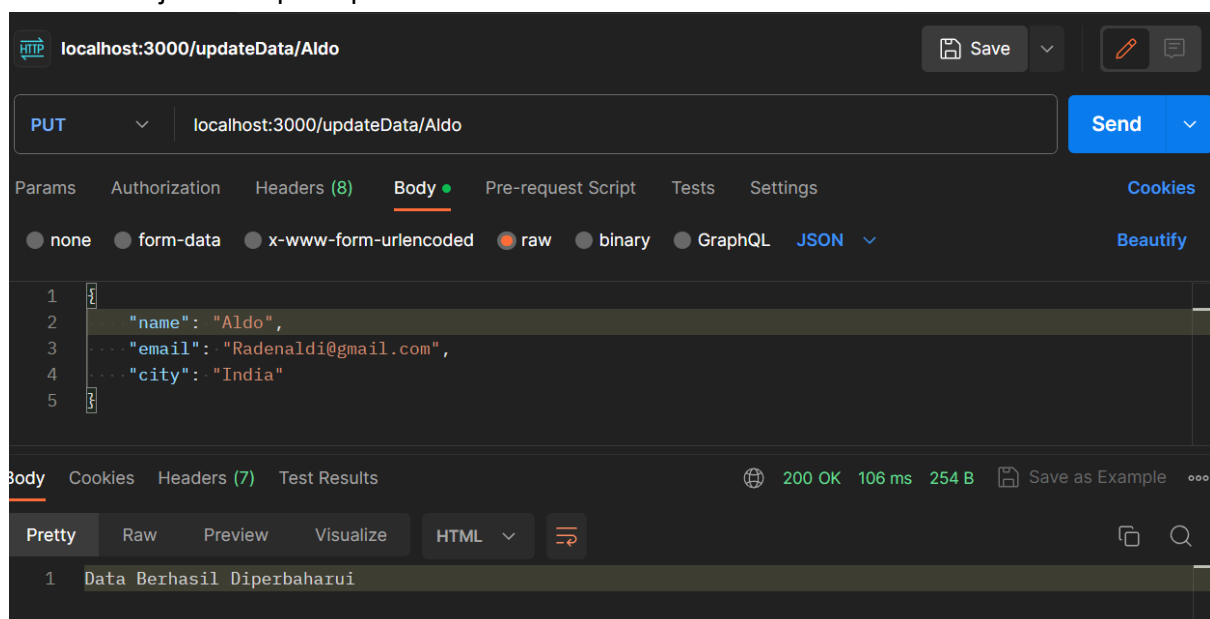 HTTP localhost:3000/updateData/Aldo Save
PUT localhost:3000/updateData/Aldo Send
Params Authorization Headers (8) Body Pre-request Script Tests Settings Cookies
none form-data x-www-form-urlencoded raw binary GraphQL JSON Beautify
1 {
2 "name": "Aldo",
3 "email": "Radenaldi@gmail.com",
4 "city": "India"
5 }
Body Cookies Headers (7) Test Results 200 OK 106 ms 254 B Save as Example
Pretty Raw Preview Visualize HTML
1 Data Berhasil Diperbaharui